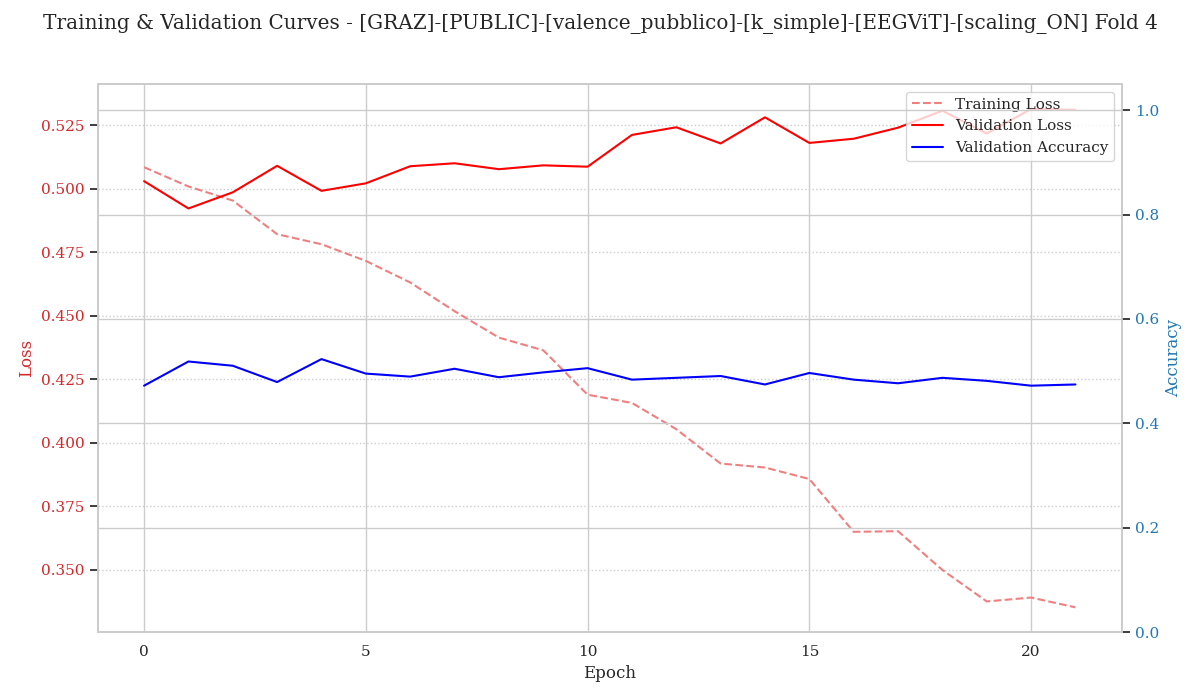 Training & Validation Curves - [GRAZ]-[PUBLIC]-[valence_pubblico]-[k_simple]-[EEGViT]-[scaling_ON] Fold 4
Training Loss
Validation Loss
Validation Accuracy
0.525
0.500
0.475
0.450
0.425
0.400
0.375
0.350
Loss
1.0
0.8
0.6
0.4
0.2
0.0
Accuracy
0 5 10 15 20
Epoch